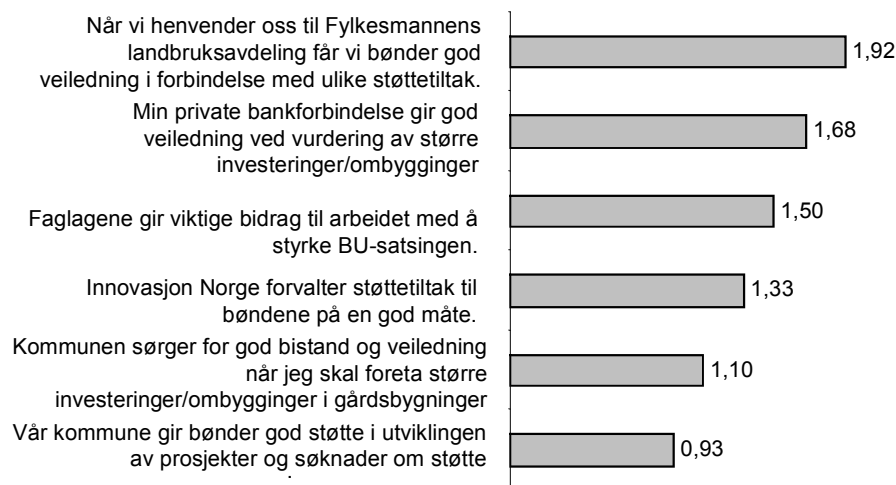 Når vi henvender oss til Fylkesmannens
landbruksavdeling får vi bønder god
veiledning i forbindelse med ulike støttetiltak.
1,92
Min private bankforbindelse gir god
veiledning ved vurdering av større
investeringer/ombygginger
1,68
Faglagene gir viktige bidrag til arbeidet med å
styrke BU-satsingen.
1,50
Innovasjon Norge forvalter støttetiltak til
bøndene på en god måte.
1,33
Kommunen sørger for god bistand og veiledning
når jeg skal foreta større
investeringer/ombygginger i gårdsbygninger
1,10
Vår kommune gir bønder god støtte i utviklingen
av prosjekter og søknader om støtte
0,93